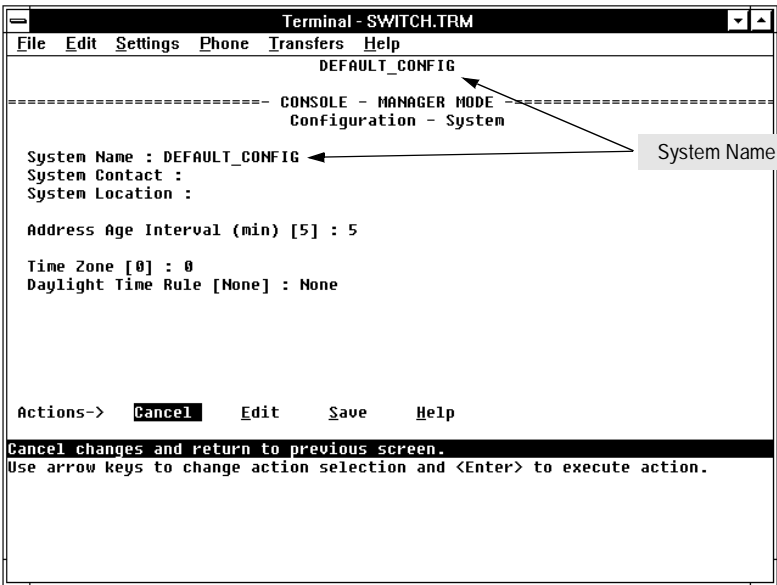 Terminal - SWITCH.TRM
File Edit Settings Phone Transfers Help
DEFAULT_CONFIG
==========================- CONSOLE - MANAGER MODE -===========================
Configuration - System
System Name : DEFAULT_CONFIG
System Name
System Contact :
System Location :
Address Age Interval (min) [5] : 5
Time Zone [0] : 0
Daylight Time Rule [None] : None
Actions-> Cancel Edit Save Help
Cancel changes and return to previous screen.
Use arrow keys to change action selection and <Enter> to execute action.